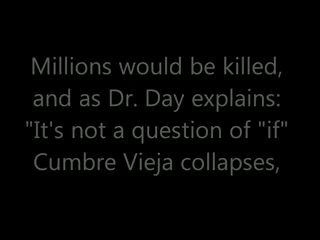 Millions would be killed,
and as Dr. Day explains:
"It's not a question of "if"
Cumbre Vieja collapses,